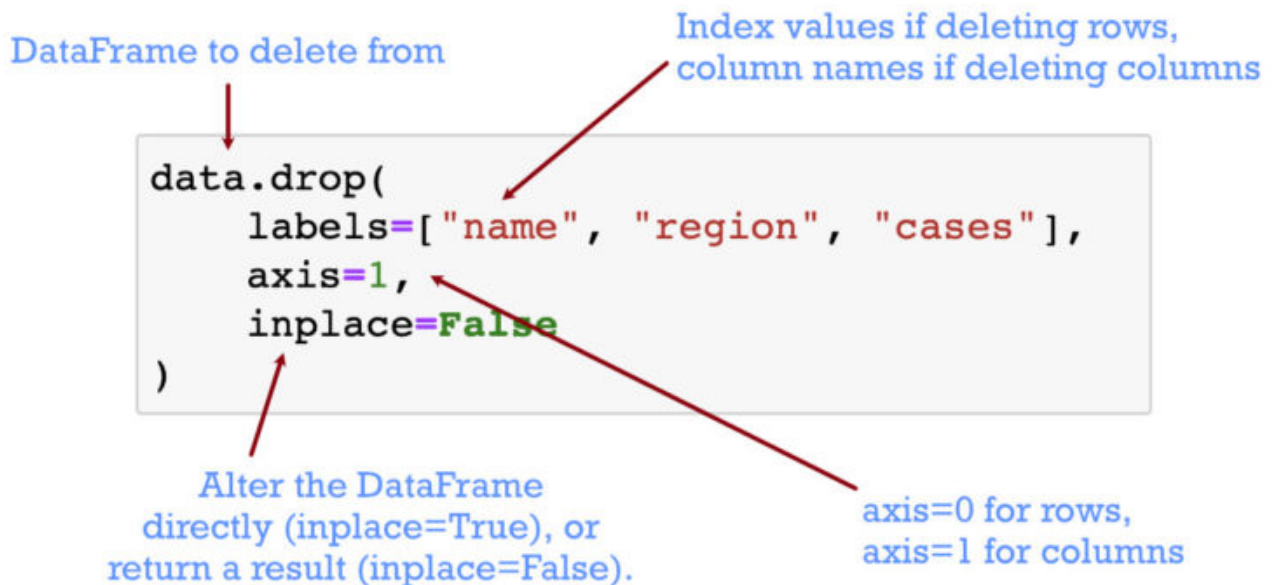 DataFrame to delete from
Index values if deleting rows,
column names if deleting columns
data.drop(
labels=["name", "region", "cases"],
axis=1,
inplace=False
)
Alter the DataFrame
directly (inplace=True), or
return a result (inplace=False).
axis=0 for rows,
axis=1 for columns